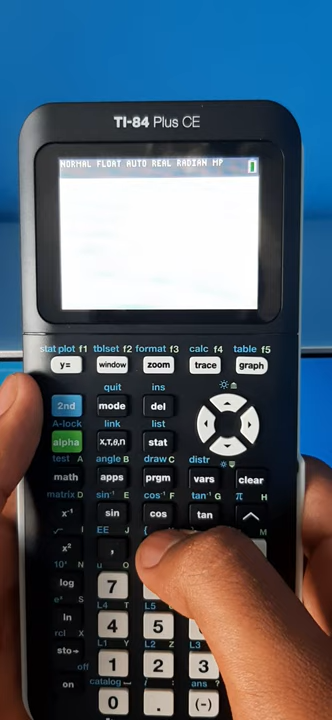 TI-84 Plus CE
NORMAL FLOAT AUTO REAL RADIAN MP
stat plot f1 tblset f2 format f3 calc f4 table f5
y= window zoom trace graph
quit ins
2nd mode del
A-lock link list
alpha X,T,θ,n stat
test A angle B draw C distr
math apps prgm vars clear
matrix D sin⁻¹ E cos⁻¹ F tan⁻¹ G π H
x⁻¹ sin cos tan ^
√ I EE J { M
x² ,
10ˣ N u O
log 7
eˣ S L4 T L5
ln 4 5
rcl X L1 Y L2 Z L3
sto→ 1 2 3
off catalog i ans ?
on 0 . (-)